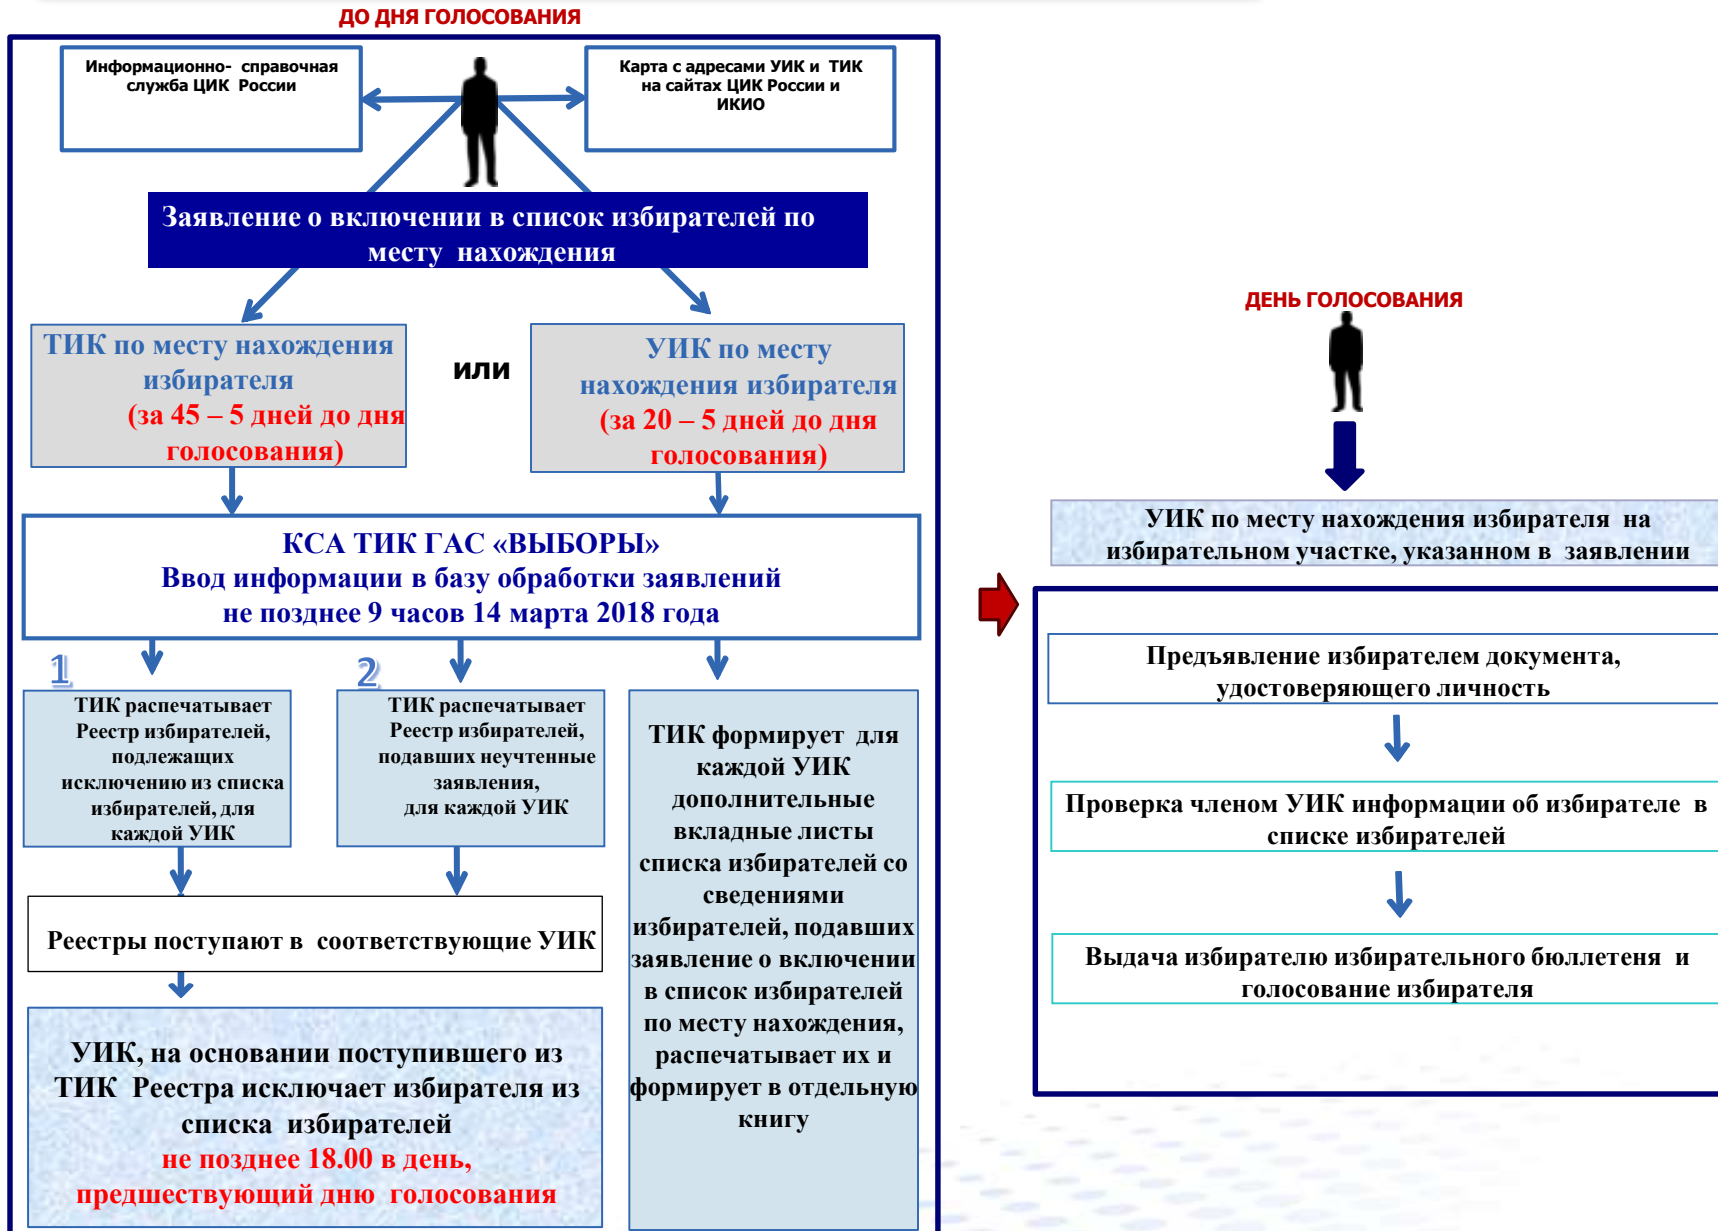 ДО ДНЯ ГОЛОСОВАНИЯ
Информационно- справочная
служба ЦИК России
Карта с адресами УИК и ТИК
на сайтах ЦИК России и
ИКИО
Заявление о включении в список избирателей по
месту нахождения
ТИК по месту нахождения
избирателя
(за 45 – 5 дней до дня
голосования)
или
УИК по месту
нахождения избирателя
(за 20 – 5 дней до дня
голосования)
КСА ТИК ГАС «ВЫБОРЫ»
Ввод информации в базу обработки заявлений
не позднее 9 часов 14 марта 2018 года
1
ТИК распечатывает
Реестр избирателей,
подлежащих
исключению из списка
избирателей, для
каждой УИК
2
ТИК распечатывает
Реестр избирателей,
подавших неучтенные
заявления,
для каждой УИК
ТИК формирует для
каждой УИК
дополнительные
вкладные листы
списка избирателей со
сведениями
избирателей, подавших
заявление о включении
в список избирателей
по месту нахождения,
распечатывает их и
формирует в отдельную
книгу
Реестры поступают в соответствующие УИК
УИК, на основании поступившего из
ТИК Реестра исключает избирателя из
списка избирателей
не позднее 18.00 в день,
предшествующий дню голосования
ДЕНЬ ГОЛОСОВАНИЯ
УИК по месту нахождения избирателя на
избирательном участке, указанном в заявлении
Предъявление избирателем документа,
удостоверяющего личность
Проверка членом УИК информации об избирателе в
списке избирателей
Выдача избирателю избирательного бюллетеня и
голосование избирателя